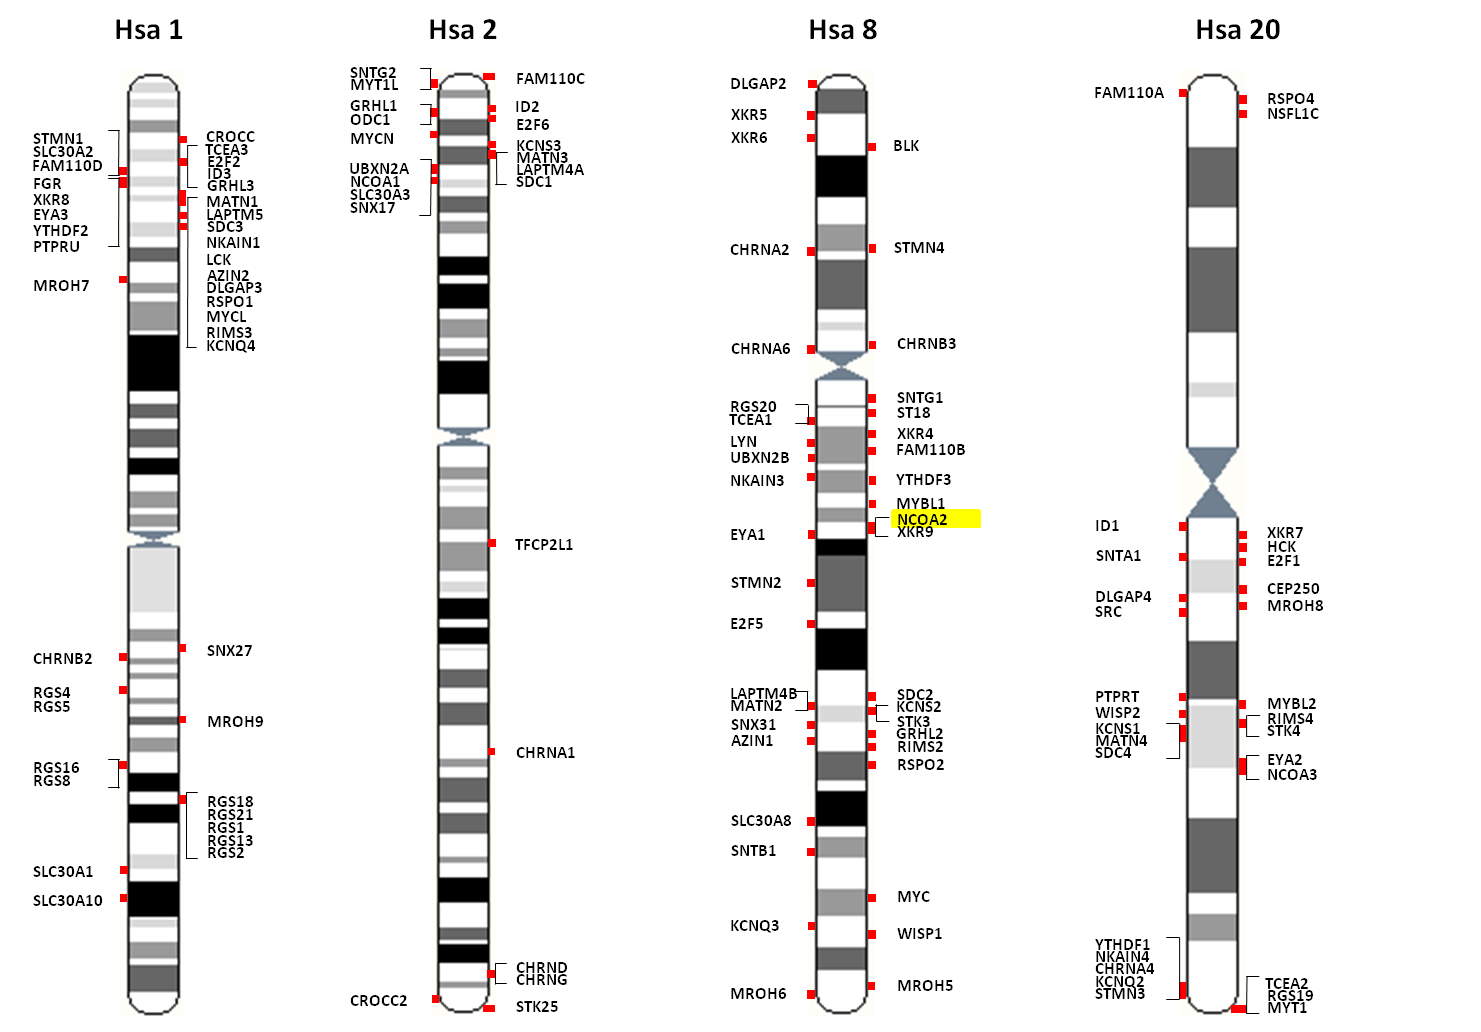 Hsa 1
STMN1
SLC30A2
FAM110D
FGR
XKR8
EYA3
YTHDF2
PTPRU
MROH7
CHRNB2
RGS4
RGS5
RGS16
RGS8
SLC30A1
SLC30A10
CROCC
TCEA3
E2F2
ID3
GRHL3
MATN1
LAPTM5
SDC3
NKAIN1
LCK
AZIN2
DLGAP3
RSPO1
MYCL
RIMS3
KCNQ4
SNX27
MROH9
RGS18
RGS21
RGS1
RGS13
RGS2
Hsa 2
SNTG2
MYT1L
GRHL1
ODC1
MYCN
UBXN2A
NCOA1
SLC30A3
SNX17
CROCC2
FAM110C
ID2
E2F6
KCNS3
MATN3
LAPTM4A
SDC1
TFCP2L1
CHRNA1
CHRND
CHRNG
STK25
Hsa 8
DLGAP2
XKR5
XKR6
CHRNA2
CHRNA6
RGS20
TCEA1
LYN
UBXN2B
NKAIN3
EYA1
STMN2
E2F5
LAPTM4B
MATN2
SNX31
AZIN1
SLC30A8
SNTB1
KCNQ3
MROH6
BLK
STMN4
CHRNB3
SNTG1
ST18
XKR4
FAM110B
YTHDF3
MYBL1
NCOA2
XKR9
SDC2
KCNS2
STK3
GRHL2
RIMS2
RSPO2
MYC
WISP1
MROH5
Hsa 20
FAM110A
ID1
SNTA1
DLGAP4
SRC
PTPRT
WISP2
KCNS1
MATN4
SDC4
YTHDF1
NKAIN4
CHRNA4
KCNQ2
STMN3
RSPO4
NSFL1C
XKR7
HCK
E2F1
CEP250
MROH8
MYBL2
RIMS4
STK4
EYA2
NCOA3
TCEA2
RGS19
MYT1